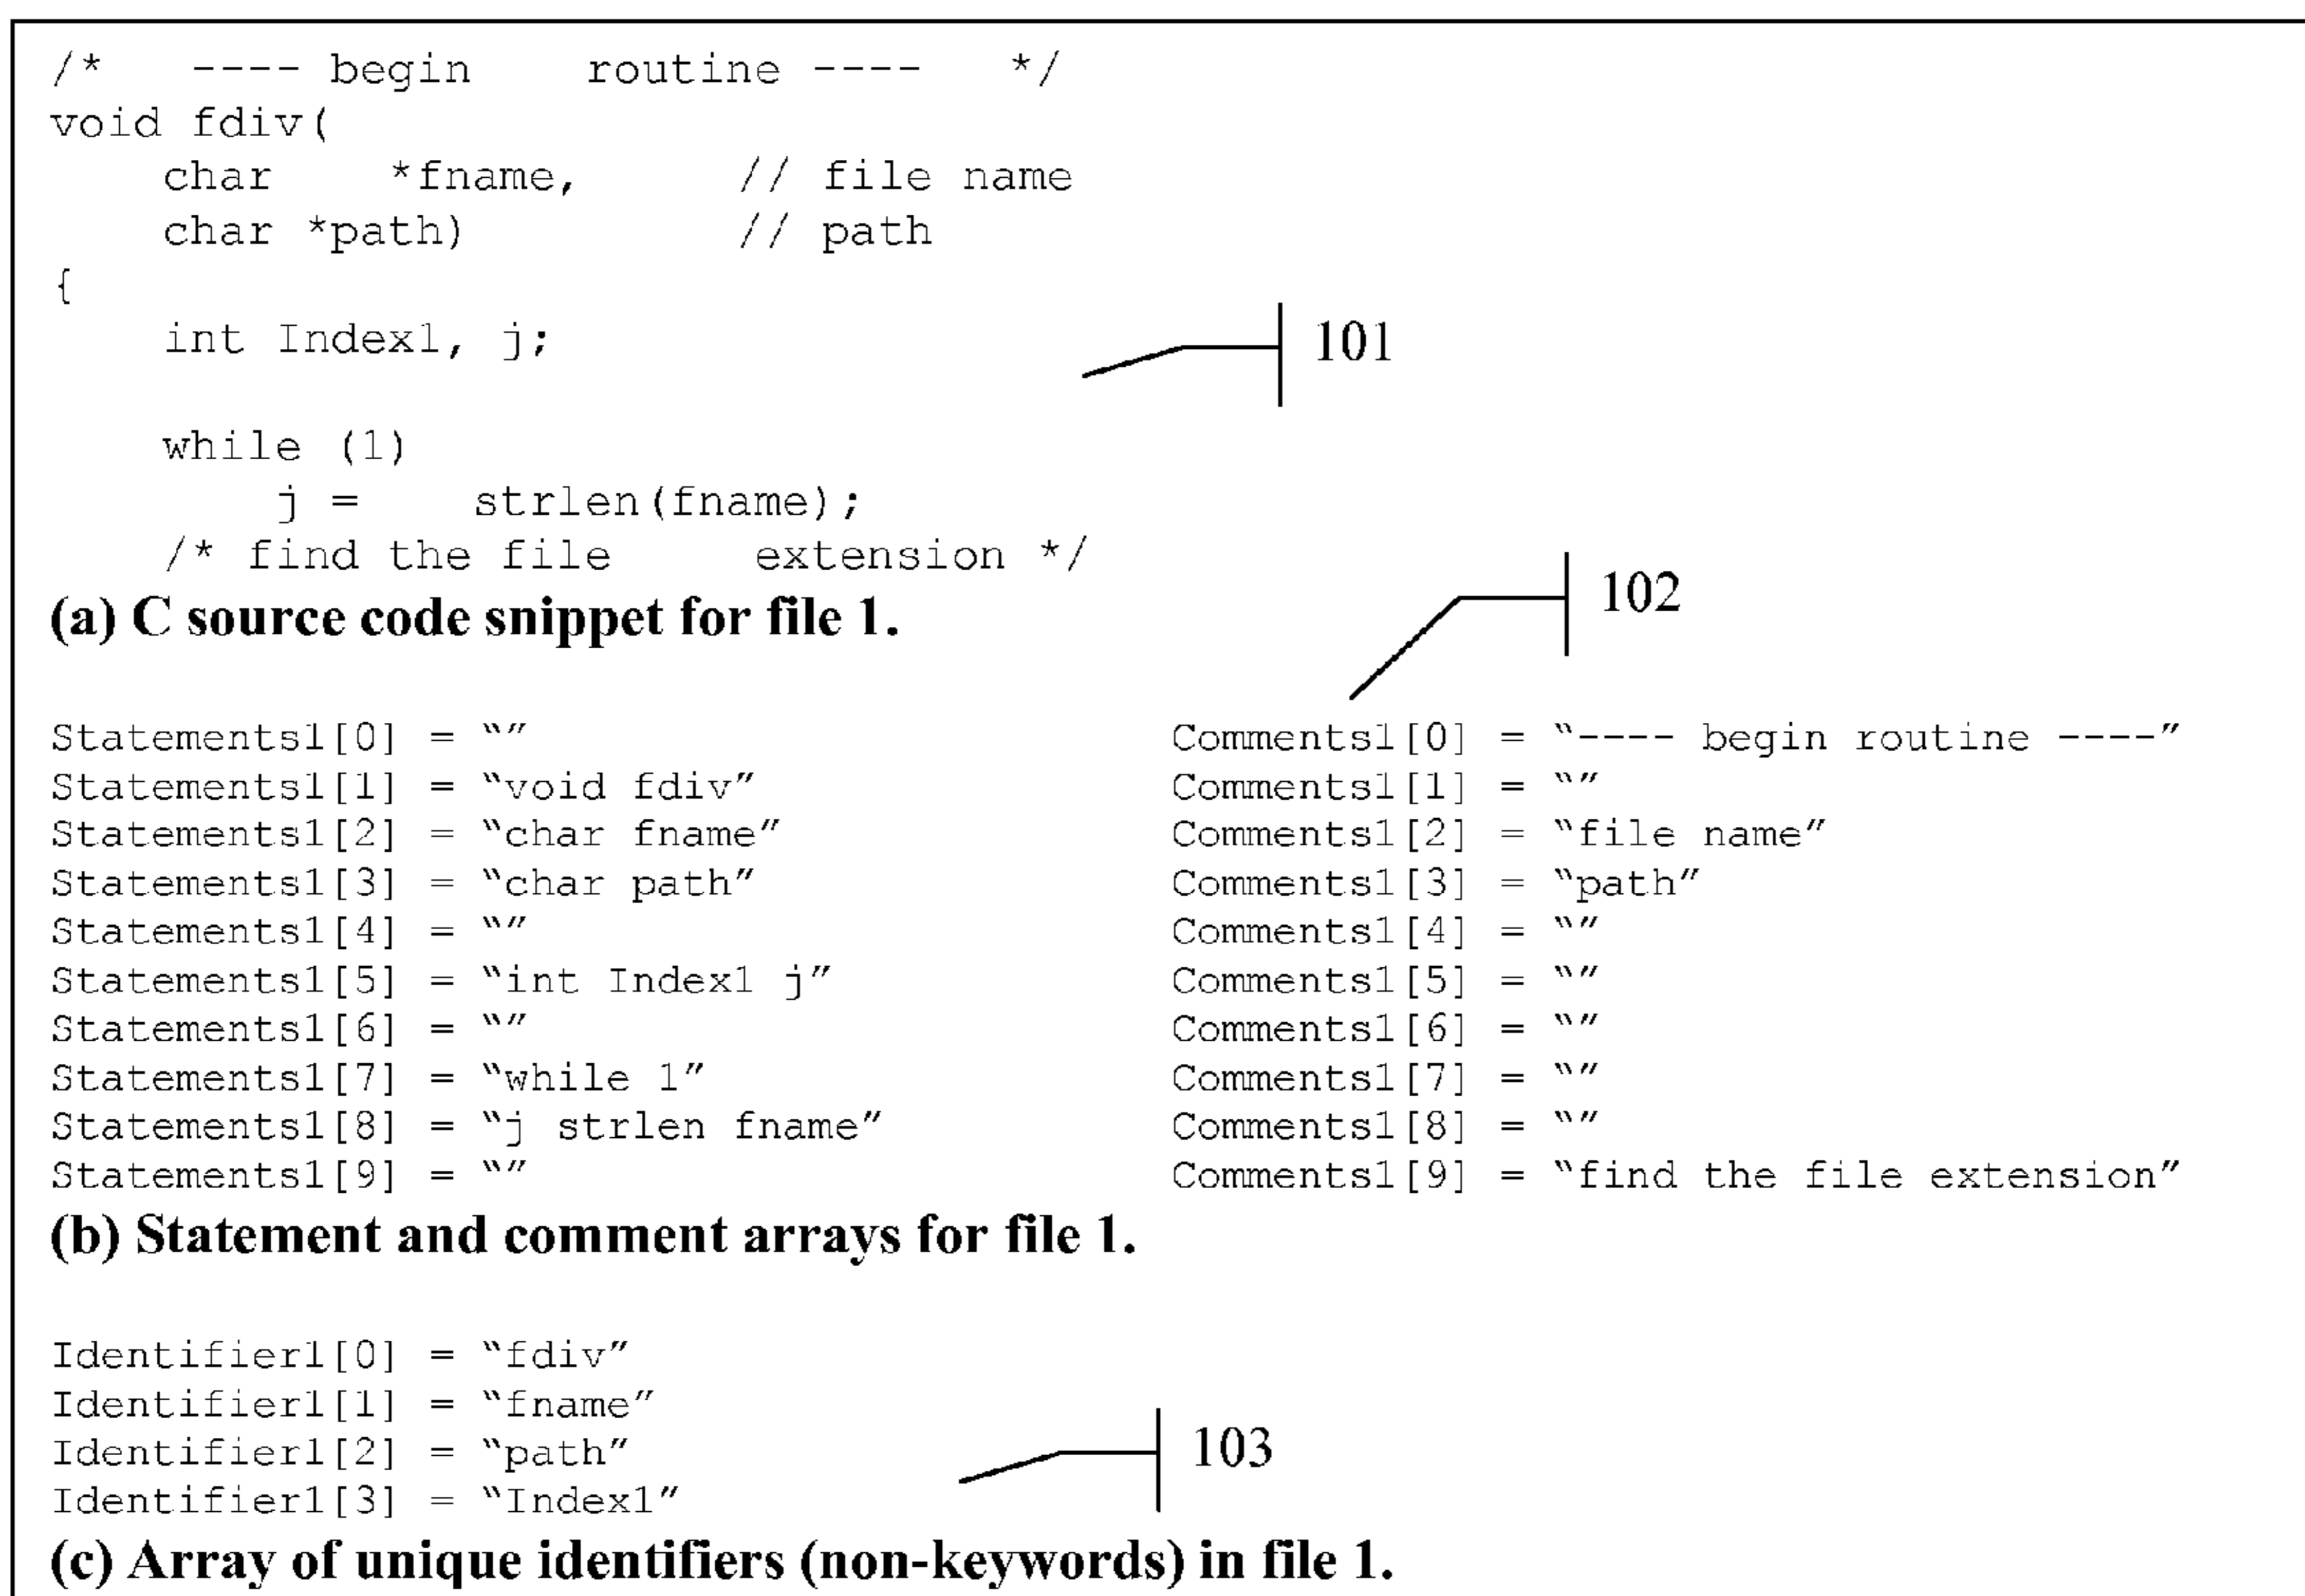 /*   ---- begin    routine ----   */
void fdiv(
    char    *fname,      // file name
    char *path)          // path
{
    int Index1, j;
101
    while (1)
        j =    strlen(fname);
    /* find the file     extension */
102
(a) C source code snippet for file 1.
Statements1[0] = “”    Comments1[0] = “---- begin routine ----”
Statements1[1] = “void fdiv”    Comments1[1] = “”
Statements1[2] = “char fname”    Comments1[2] = “file name”
Statements1[3] = “char path”    Comments1[3] = “path”
Statements1[4] = “”    Comments1[4] = “”
Statements1[5] = “int Index1 j”    Comments1[5] = “”
Statements1[6] = “”    Comments1[6] = “”
Statements1[7] = “while 1”    Comments1[7] = “”
Statements1[8] = “j strlen fname”    Comments1[8] = “”
Statements1[9] = “”    Comments1[9] = “find the file extension”
(b) Statement and comment arrays for file 1.
Identifier1[0] = “fdiv”
Identifier1[1] = “fname”
Identifier1[2] = “path”
103
Identifier1[3] = “Index1”
(c) Array of unique identifiers (non-keywords) in file 1.